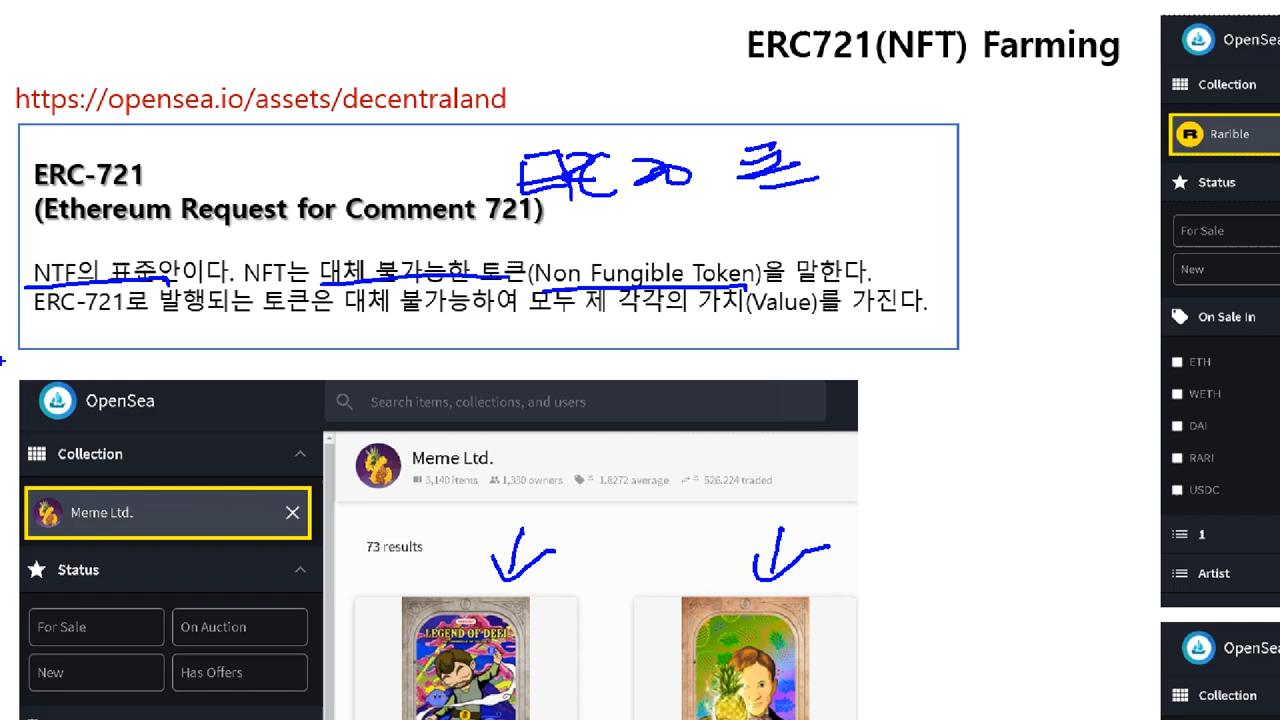 ERC721(NFT) Farming
https://opensea.io/assets/decentraland
ERC-721
(Ethereum Request for Comment 721)
ERC 20
NTF의 표준안이다. NFT는 대체 불가능한 토큰(Non Fungible Token)을 말한다.
ERC-721로 발행되는 토큰은 대체 불가능하여 모두 제 각각의 가치(Value)를 가진다.
OpenSea
Search items, collections, and users
Collection
Meme Ltd.
Status
For Sale
On Auction
New
Has Offers
Meme Ltd.
3,140 items 1,330 owners 1.8272 average 526.224 traded
73 results
LEGEND OF
OpenSea
Collection
Rarible
Status
For Sale
New
On Sale In
ETH
WETH
DAI
RARI
USDC
1
Artist
OpenSea
Collection